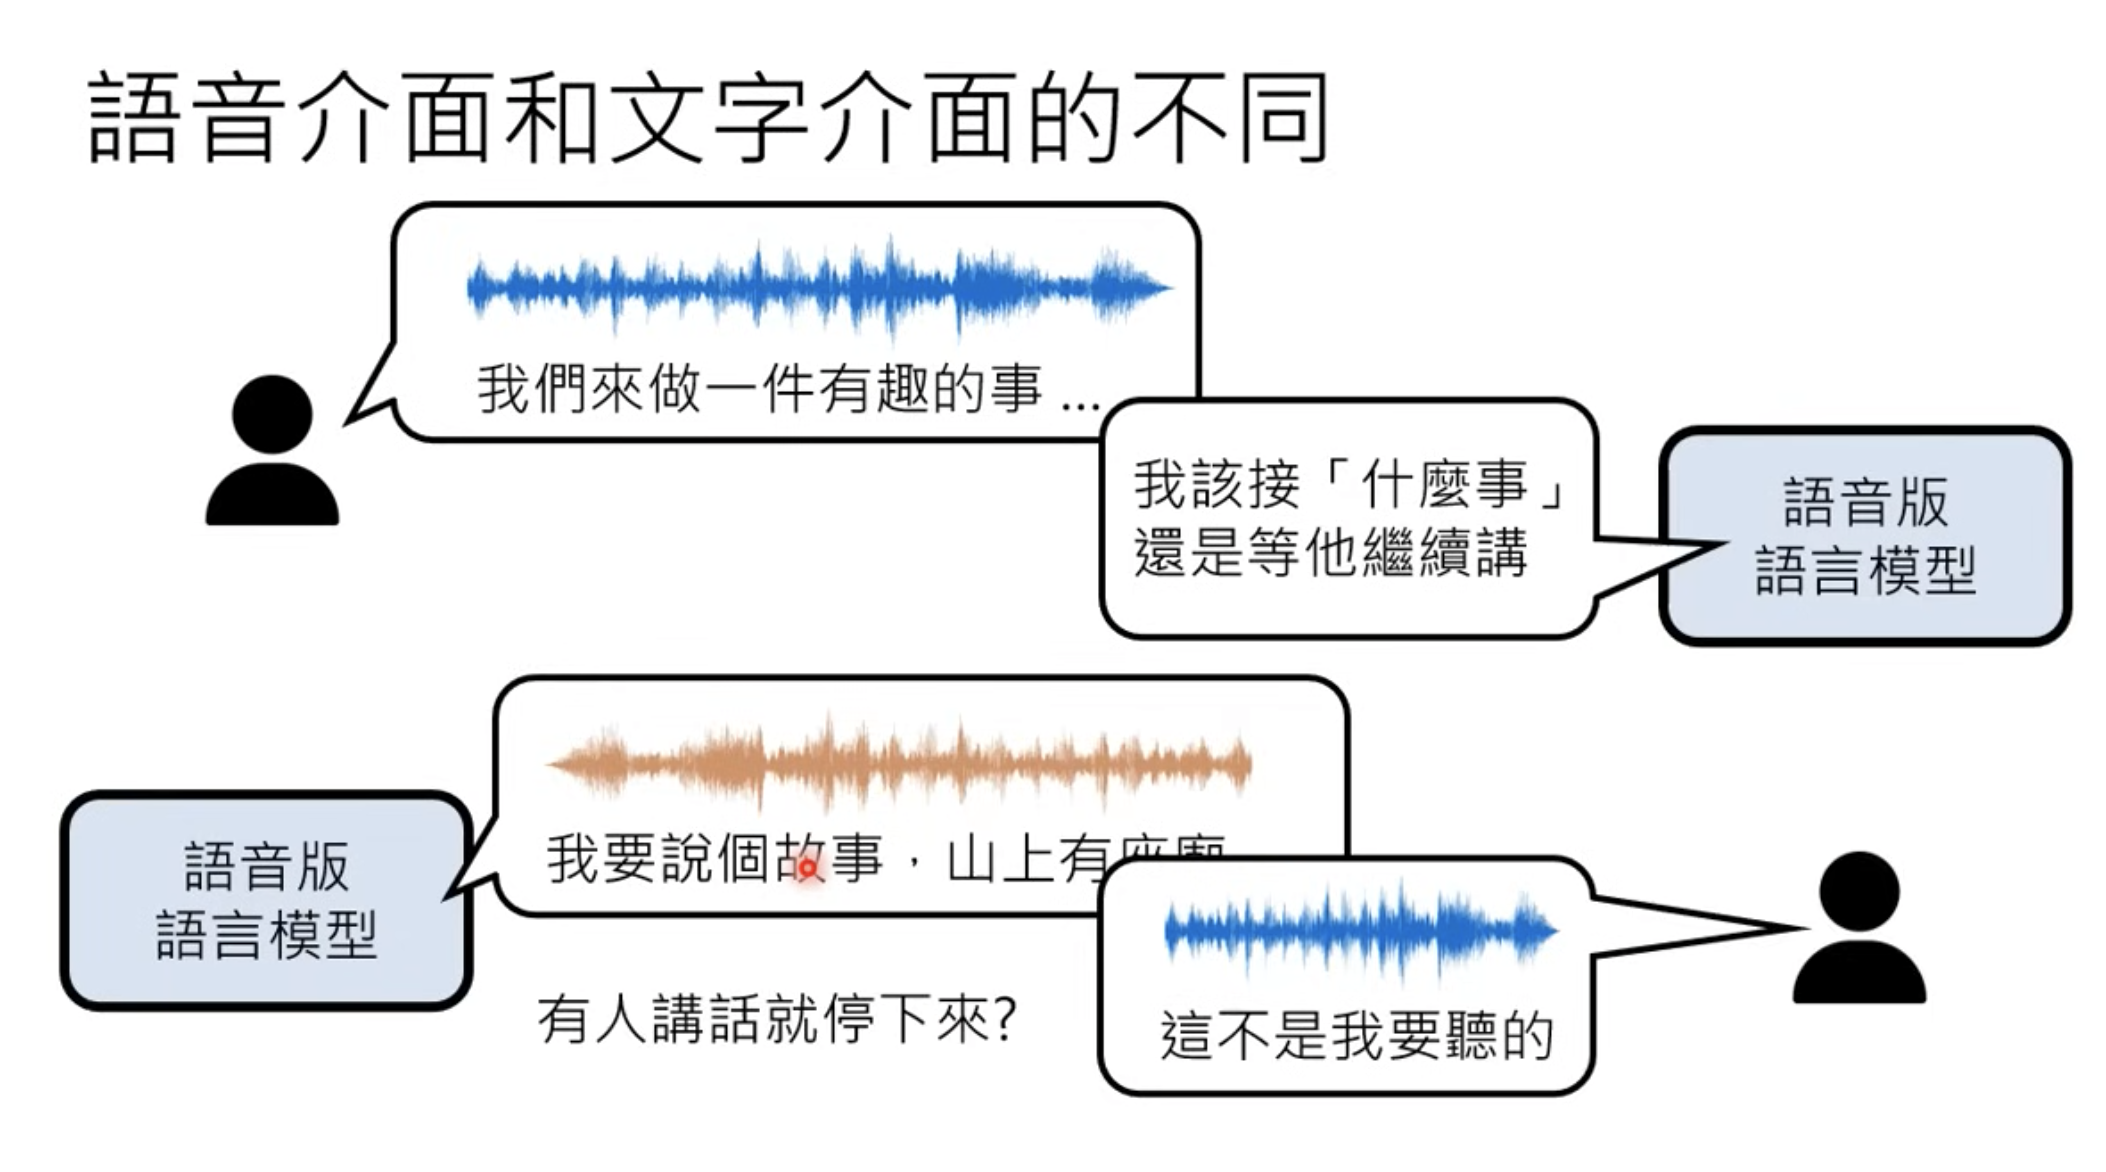 語音介面和文字介面的不同
我們來做一件有趣的事 ...
我該接「什麼事」
還是等他繼續講
語音版
語言模型
我要說個故事，山上有座廟
語音版
語言模型
有人講話就停下來?
這不是我要聽的